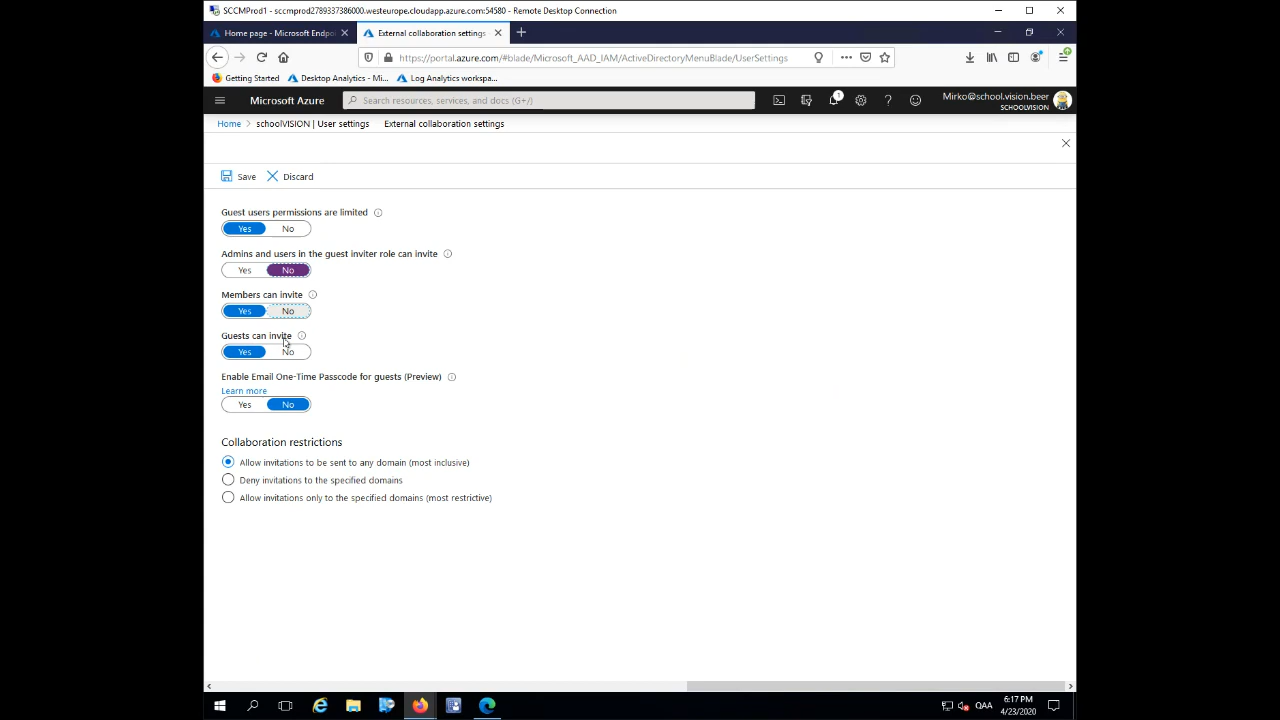 SCCMProd1 - sccmprod2789337386000.westeurope.cloudapp.azure.com:54580 - Remote Desktop Connection
Home page - Microsoft Endpoi
External collaboration settings -
https://portal.azure.com/#blade/Microsoft_AAD_IAM/ActiveDirectoryMenuBlade/UserSettings
Getting Started
Desktop Analytics - Mi...
Log Analytics workspa...
Microsoft Azure
Search resources, services, and docs (G+/)
1
Mirko@school.vision.beer
SCHOOLVISION
Home
schoolVISION | User settings
External collaboration settings
Save
Discard
Guest users permissions are limited
Yes No
Admins and users in the guest inviter role can invite
Yes No
Members can invite
Yes No
Guests can invite
Yes No
Enable Email One-Time Passcode for guests (Preview)
Learn more
Yes No
Collaboration restrictions
Allow invitations to be sent to any domain (most inclusive)
Deny invitations to the specified domains
Allow invitations only to the specified domains (most restrictive)
QAA
6:17 PM
4/23/2020